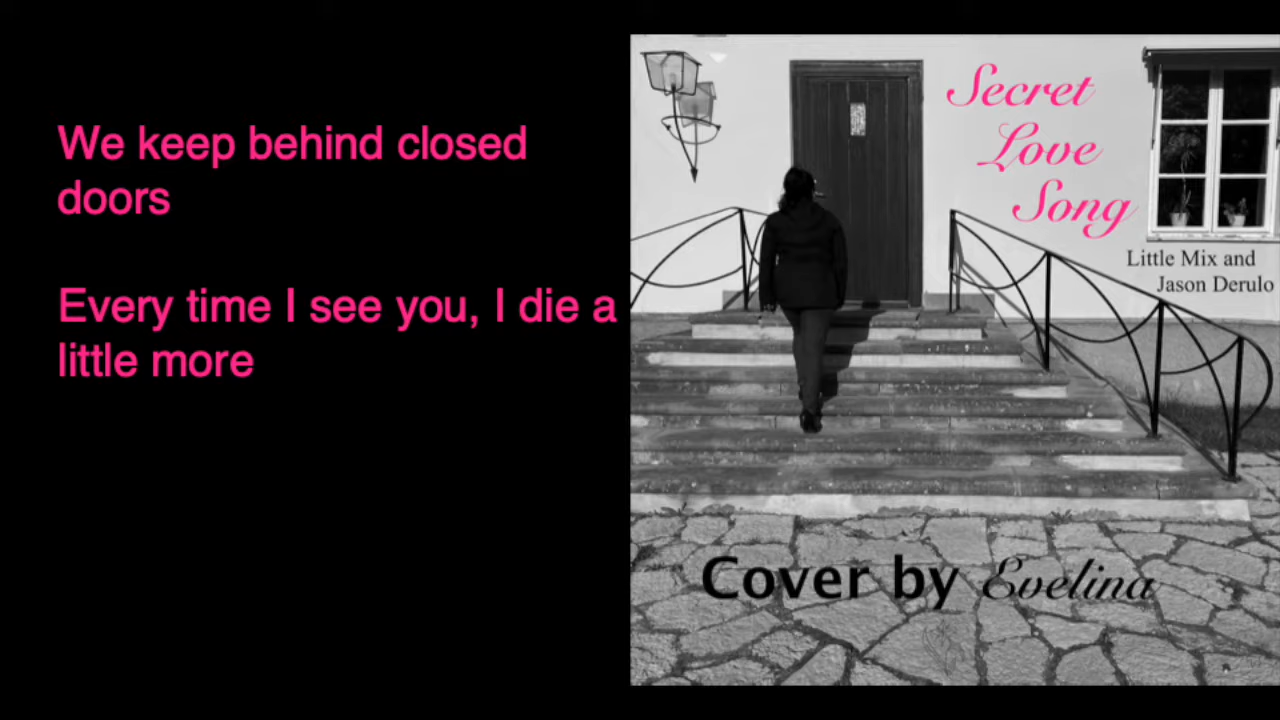 We keep behind closed
doors
Every time I see you, I die a
little more
Secret
Love
Song
Little Mix and
Jason Derulo
Cover by Evelina